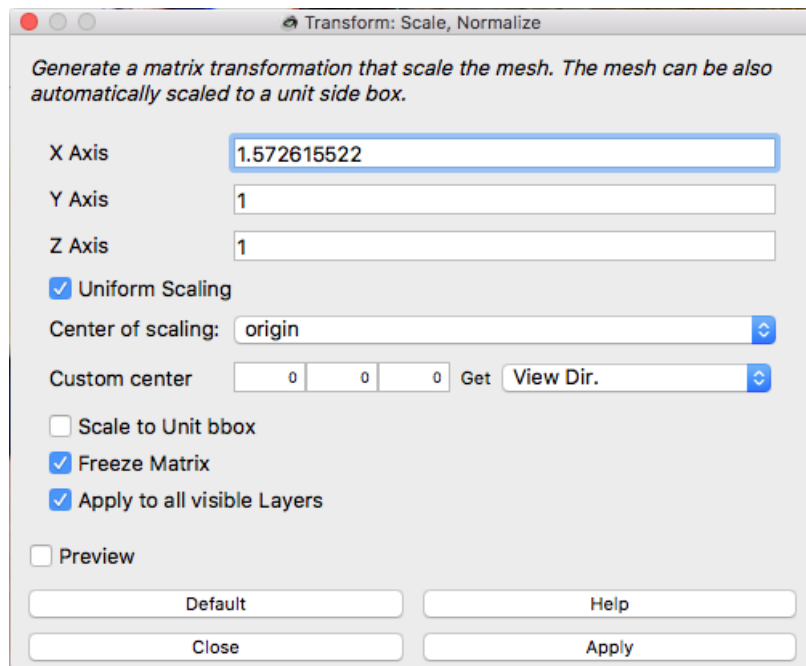 Transform: Scale, Normalize
Generate a matrix transformation that scale the mesh. The mesh can be also
automatically scaled to a unit side box.
X Axis 1.572615522
Y Axis 1
Z Axis 1
Uniform Scaling
Center of scaling: origin
Custom center 0 0 0 Get View Dir.
Scale to Unit bbox
Freeze Matrix
Apply to all visible Layers
Preview
Default Help
Close Apply